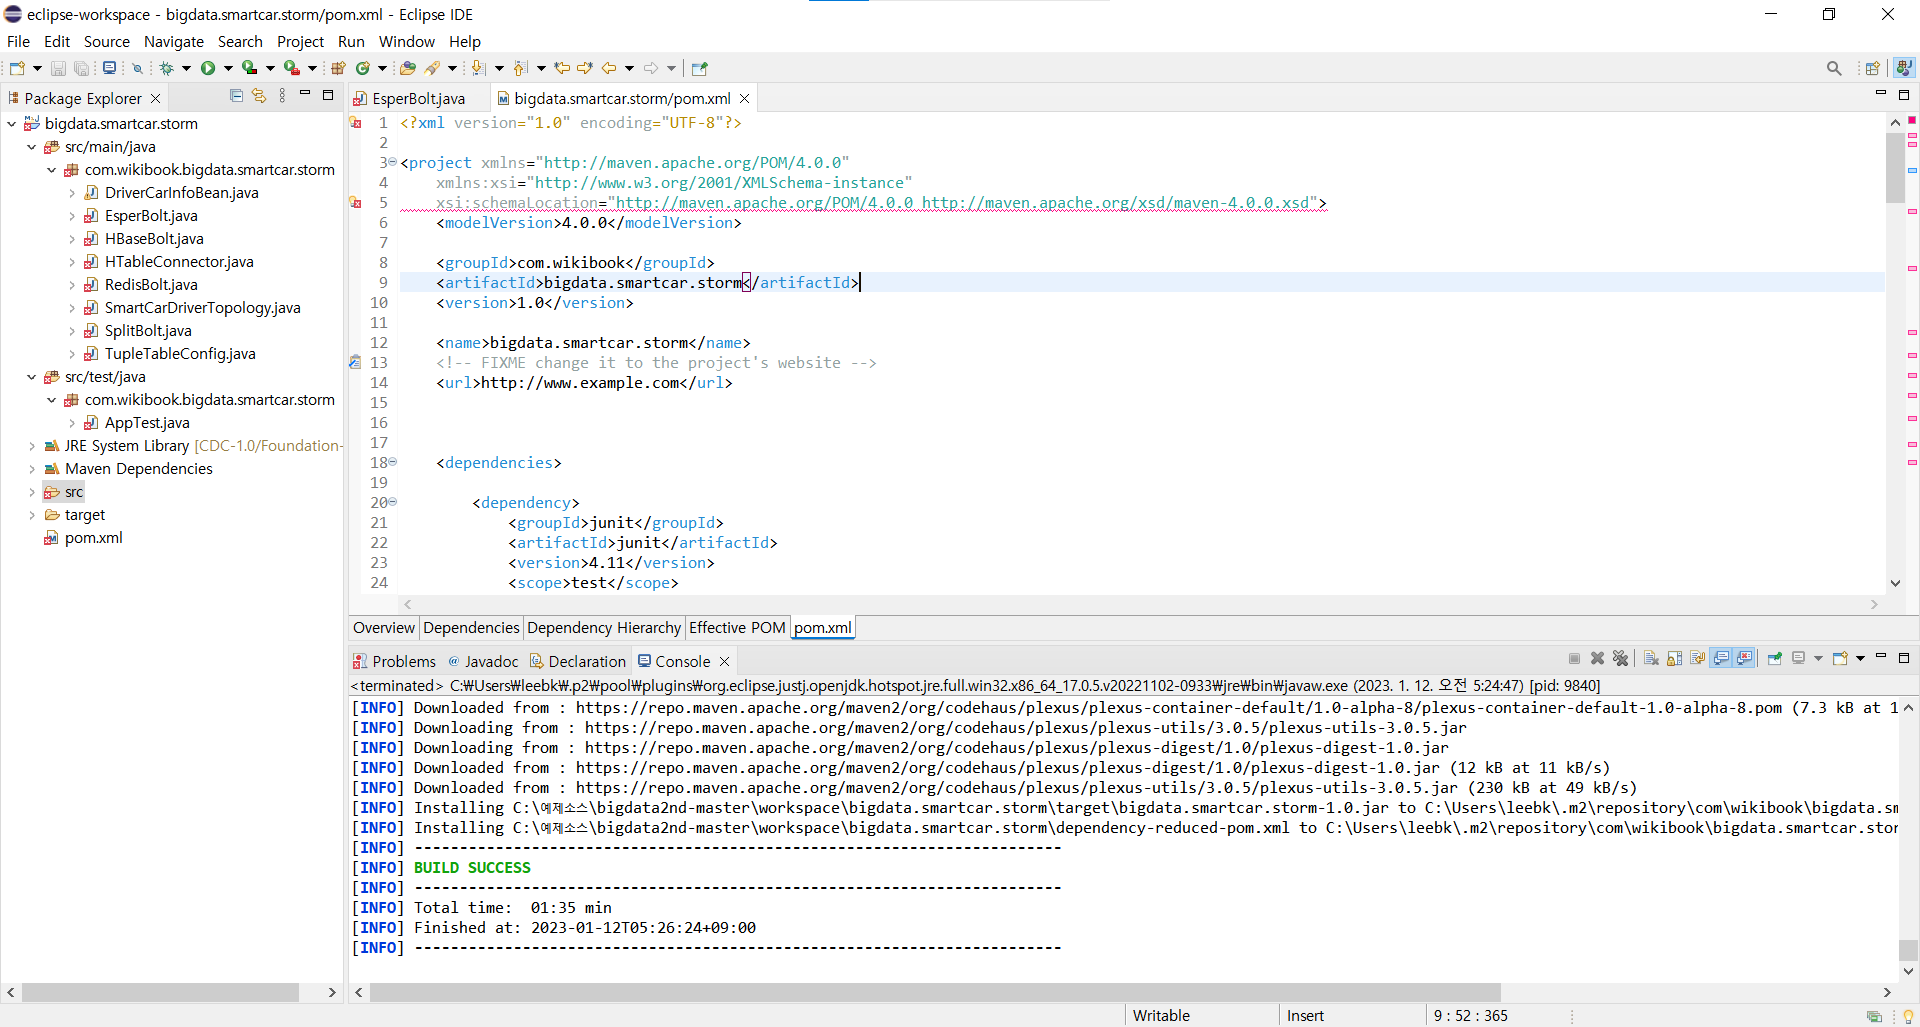 eclipse-workspace - bigdata.smartcar.storm/pom.xml - Eclipse IDE
File Edit Source Navigate Search Project Run Window Help
Package Explorer
bigdata.smartcar.storm
src/main/java
com.wikibook.bigdata.smartcar.storm
DriverCarInfoBean.java
EsperBolt.java
HBaseBolt.java
HTableConnector.java
RedisBolt.java
SmartCarDriverTopology.java
SplitBolt.java
TupleTableConfig.java
src/test/java
com.wikibook.bigdata.smartcar.storm
AppTest.java
JRE System Library [CDC-1.0/Foundation-
Maven Dependencies
src
target
pom.xml
EsperBolt.java bigdata.smartcar.storm/pom.xml
1 <?xml version="1.0" encoding="UTF-8"?>
2
3 <project xmlns="http://maven.apache.org/POM/4.0.0"
4 xmlns:xsi="http://www.w3.org/2001/XMLSchema-instance"
5 xsi:schemaLocation="http://maven.apache.org/POM/4.0.0 http://maven.apache.org/xsd/maven-4.0.0.xsd">
6 <modelVersion>4.0.0</modelVersion>
7
8 <groupId>com.wikibook</groupId>
9 <artifactId>bigdata.smartcar.storm</artifactId>
10 <version>1.0</version>
11
12 <name>bigdata.smartcar.storm</name>
13 <!-- FIXME change it to the project's website -->
14 <url>http://www.example.com</url>
15
16
17
18 <dependencies>
19
20 <dependency>
21 <groupId>junit</groupId>
22 <artifactId>junit</artifactId>
23 <version>4.11</version>
24 <scope>test</scope>
Overview Dependencies Dependency Hierarchy Effective POM pom.xml
Problems @ Javadoc Declaration Console
<terminated> C:₩Users₩leebk₩.p2₩pool₩plugins₩org.eclipse.justj.openjdk.hotspot.jre.full.win32.x86_64_17.0.5.v20221102-0933₩jre₩bin₩javaw.exe (2023. 1. 12. 오전 5:24:47) [pid: 9840]
[INFO] Downloaded from : https://repo.maven.apache.org/maven2/org/codehaus/plexus/plexus-container-default/1.0-alpha-8/plexus-container-default-1.0-alpha-8.pom (7.3 kB at 1
[INFO] Downloading from : https://repo.maven.apache.org/maven2/org/codehaus/plexus/plexus-utils/3.0.5/plexus-utils-3.0.5.jar
[INFO] Downloading from : https://repo.maven.apache.org/maven2/org/codehaus/plexus/plexus-digest/1.0/plexus-digest-1.0.jar
[INFO] Downloaded from : https://repo.maven.apache.org/maven2/org/codehaus/plexus/plexus-digest/1.0/plexus-digest-1.0.jar (12 kB at 11 kB/s)
[INFO] Downloaded from : https://repo.maven.apache.org/maven2/org/codehaus/plexus/plexus-utils/3.0.5/plexus-utils-3.0.5.jar (230 kB at 49 kB/s)
[INFO] Installing C:\예제소스\bigdata2nd-master\workspace\bigdata.smartcar.storm\target\bigdata.smartcar.storm-1.0.jar to C:\Users\leebk\.m2\repository\com\wikibook\bigdata.sm
[INFO] Installing C:\예제소스\bigdata2nd-master\workspace\bigdata.smartcar.storm\dependency-reduced-pom.xml to C:\Users\leebk\.m2\repository\com\wikibook\bigdata.smartcar.stor
[INFO] ------------------------------------------------------------------------
[INFO] BUILD SUCCESS
[INFO] ------------------------------------------------------------------------
[INFO] Total time:  01:35 min
[INFO] Finished at: 2023-01-12T05:26:24+09:00
[INFO] ------------------------------------------------------------------------
Writable Insert 9 : 52 : 365